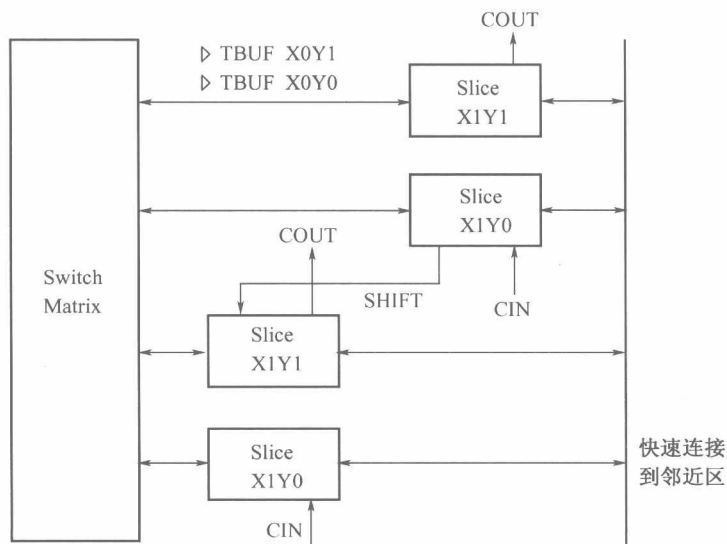 COUT
TBUF X0Y1
TBUF X0Y0
Slice
X1Y1
Slice
X1Y0
COUT
SHIFT
CIN
Switch
Matrix
Slice
X1Y1
Slice
X1Y0
CIN
快速连接
到邻近区